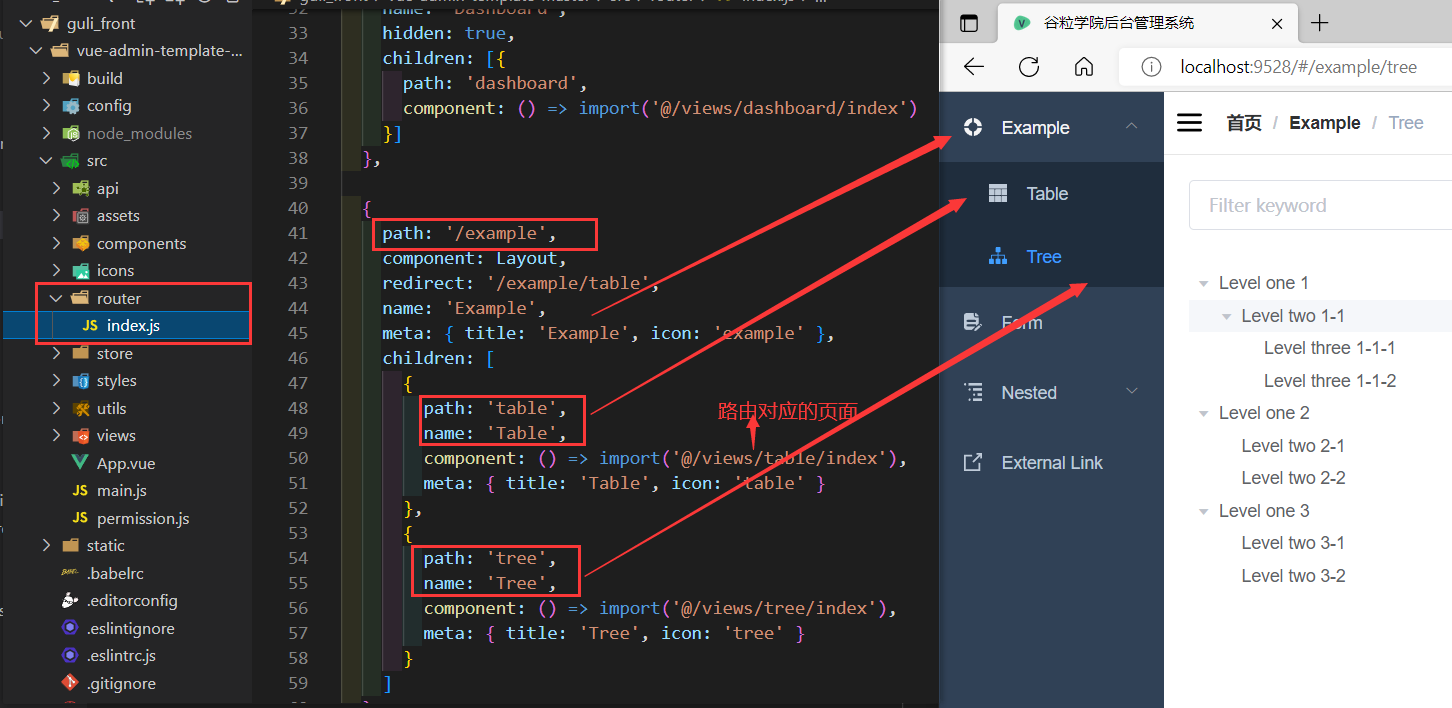 guli_front
vue-admin-template-...
build
config
node_modules
src
api
assets
components
icons
router
JS index.js
store
styles
utils
views
App.vue
JS main.js
JS permission.js
static
.babelrc
.editorconfig
.eslintignore
.eslintrc.js
.gitignore
33 hidden: true,
34 children: [{
35 path: 'dashboard',
36 component: () => import('@/views/dashboard/index')
37 }]
38 },
39
40 {
41 path: '/example',
42 component: Layout,
43 redirect: '/example/table',
44 name: 'Example',
45 meta: { title: 'Example', icon: 'example' },
46 children: [
47 {
48 path: 'table',
49 name: 'Table',
路由对应的页面
50 component: () => import('@/views/table/index'),
51 meta: { title: 'Table', icon: 'table' }
52 },
53 {
54 path: 'tree',
55 name: 'Tree',
56 component: () => import('@/views/tree/index'),
57 meta: { title: 'Tree', icon: 'tree' }
58 }
59 ]
谷粒学院后台管理系统
localhost:9528/#/example/tree
Example
Table
Tree
Form
Nested
External Link
首页 / Example / Tree
Filter keyword
Level one 1
Level two 1-1
Level three 1-1-1
Level three 1-1-2
Level one 2
Level two 2-1
Level two 2-2
Level one 3
Level two 3-1
Level two 3-2